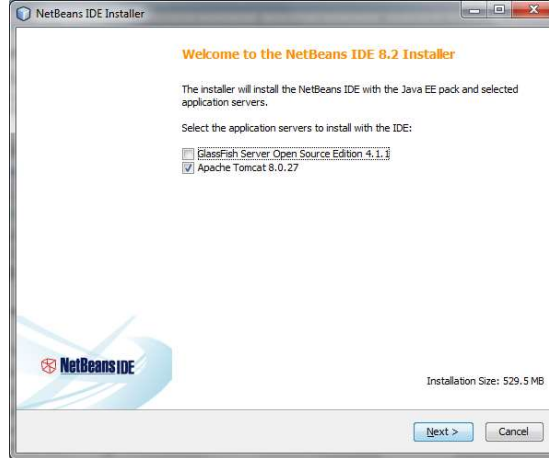 NetBeans IDE Installer
Welcome to the NetBeans IDE 8.2 Installer
The installer will install the NetBeans IDE with the Java EE pack and selected
application servers.
Select the application servers to install with the IDE:
GlassFish Server Open Source Edition 4.1.1
Apache Tomcat 8.0.27
NetBeans IDE
Installation Size: 529.5 MB
Next >
Cancel